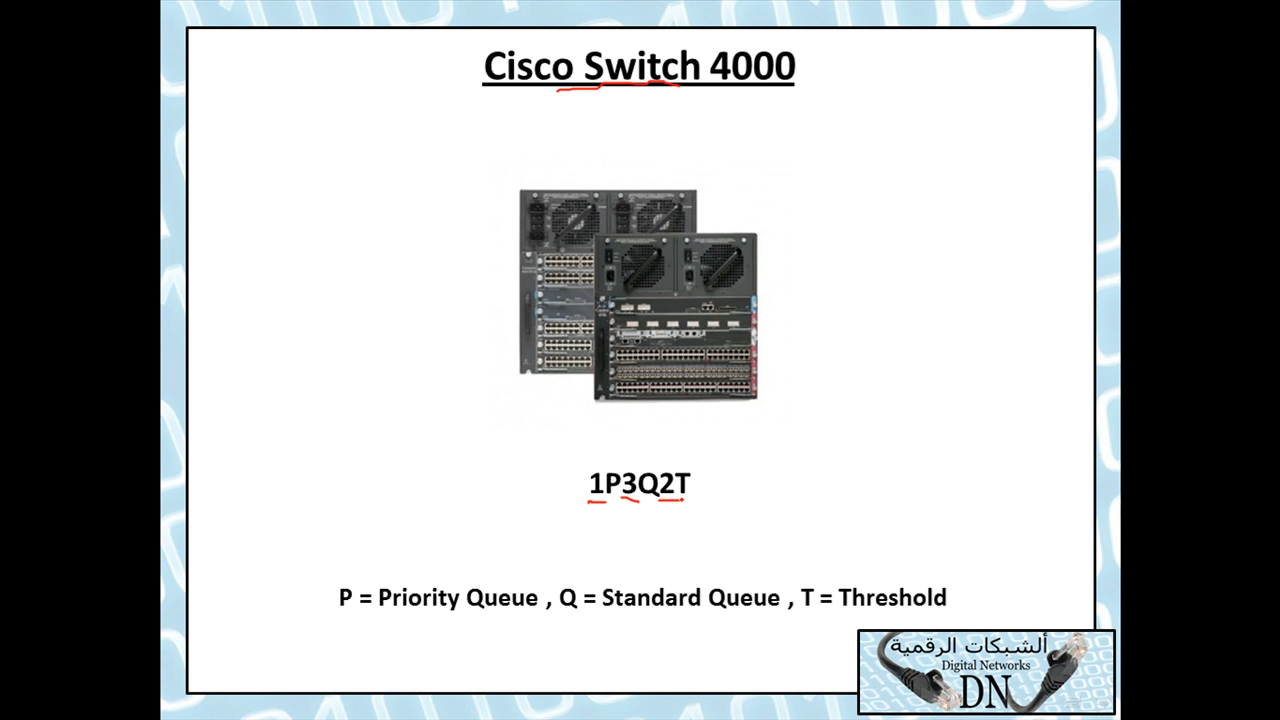 Cisco Switch 4000
1P3Q2T
P = Priority Queue , Q = Standard Queue , T = Threshold
ألشبكات الرقمية
Digital Networks
DN